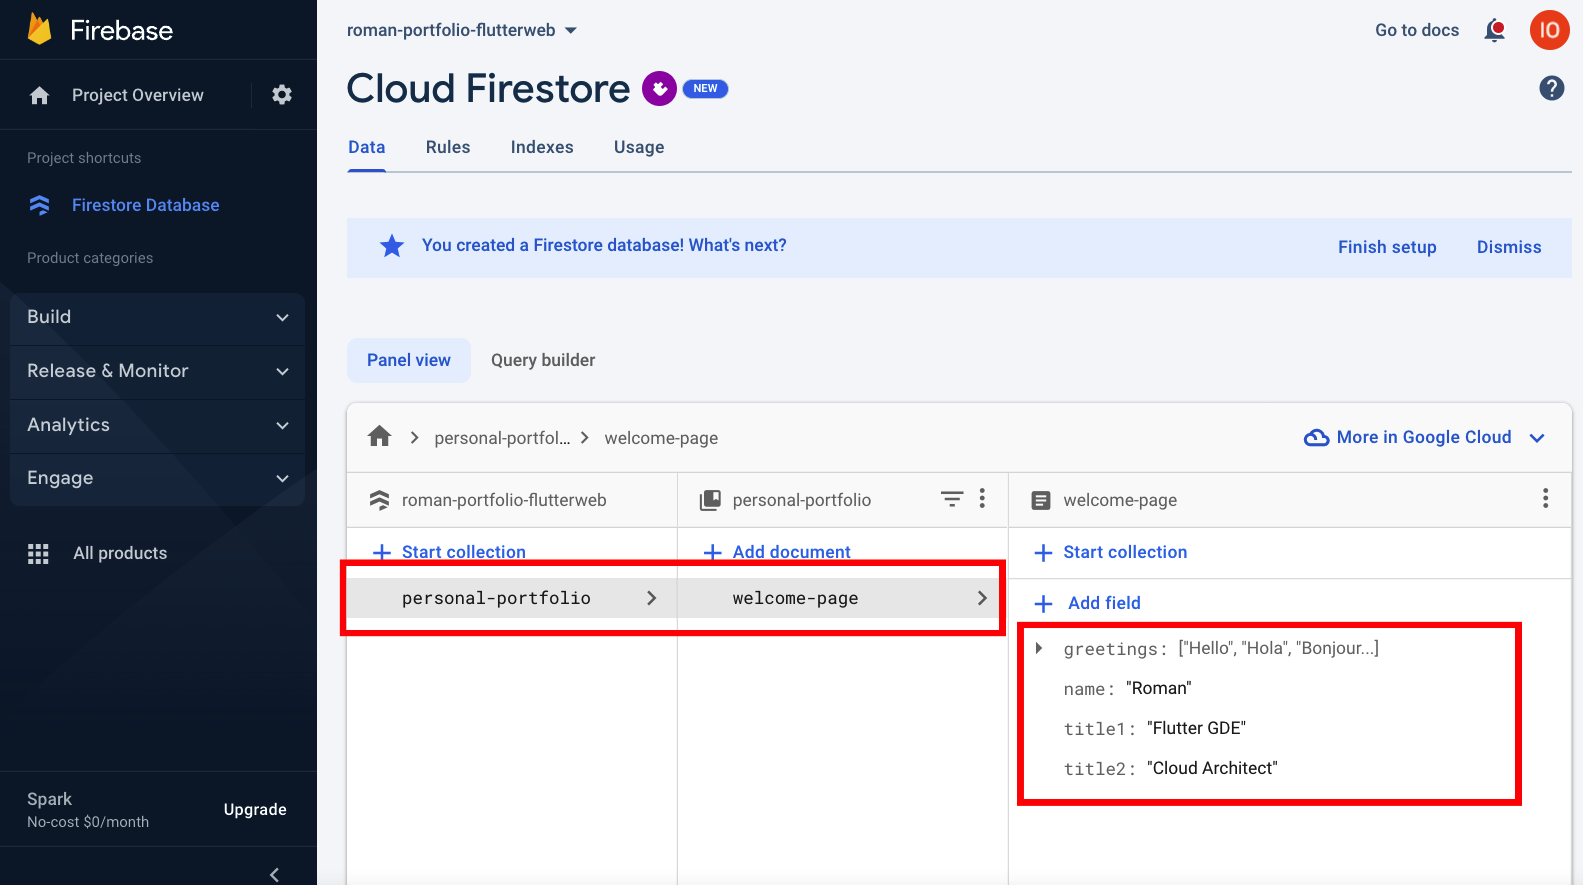 Firebase
Project Overview
Project shortcuts
Firestore Database
Product categories
Build
Release & Monitor
Analytics
Engage
All products
Spark
No-cost $0/month
Upgrade
roman-portfolio-flutterweb
Go to docs
IO
Cloud Firestore
NEW
?
Data Rules Indexes Usage
You created a Firestore database! What's next?
Finish setup Dismiss
Panel view Query builder
personal-portfol... welcome-page
More in Google Cloud
roman-portfolio-flutterweb
Start collection
personal-portfolio
personal-portfolio
Add document
welcome-page
welcome-page
Start collection
Add field
greetings: ["Hello", "Hola", "Bonjour...]
name: "Roman"
title1: "Flutter GDE"
title2: "Cloud Architect"